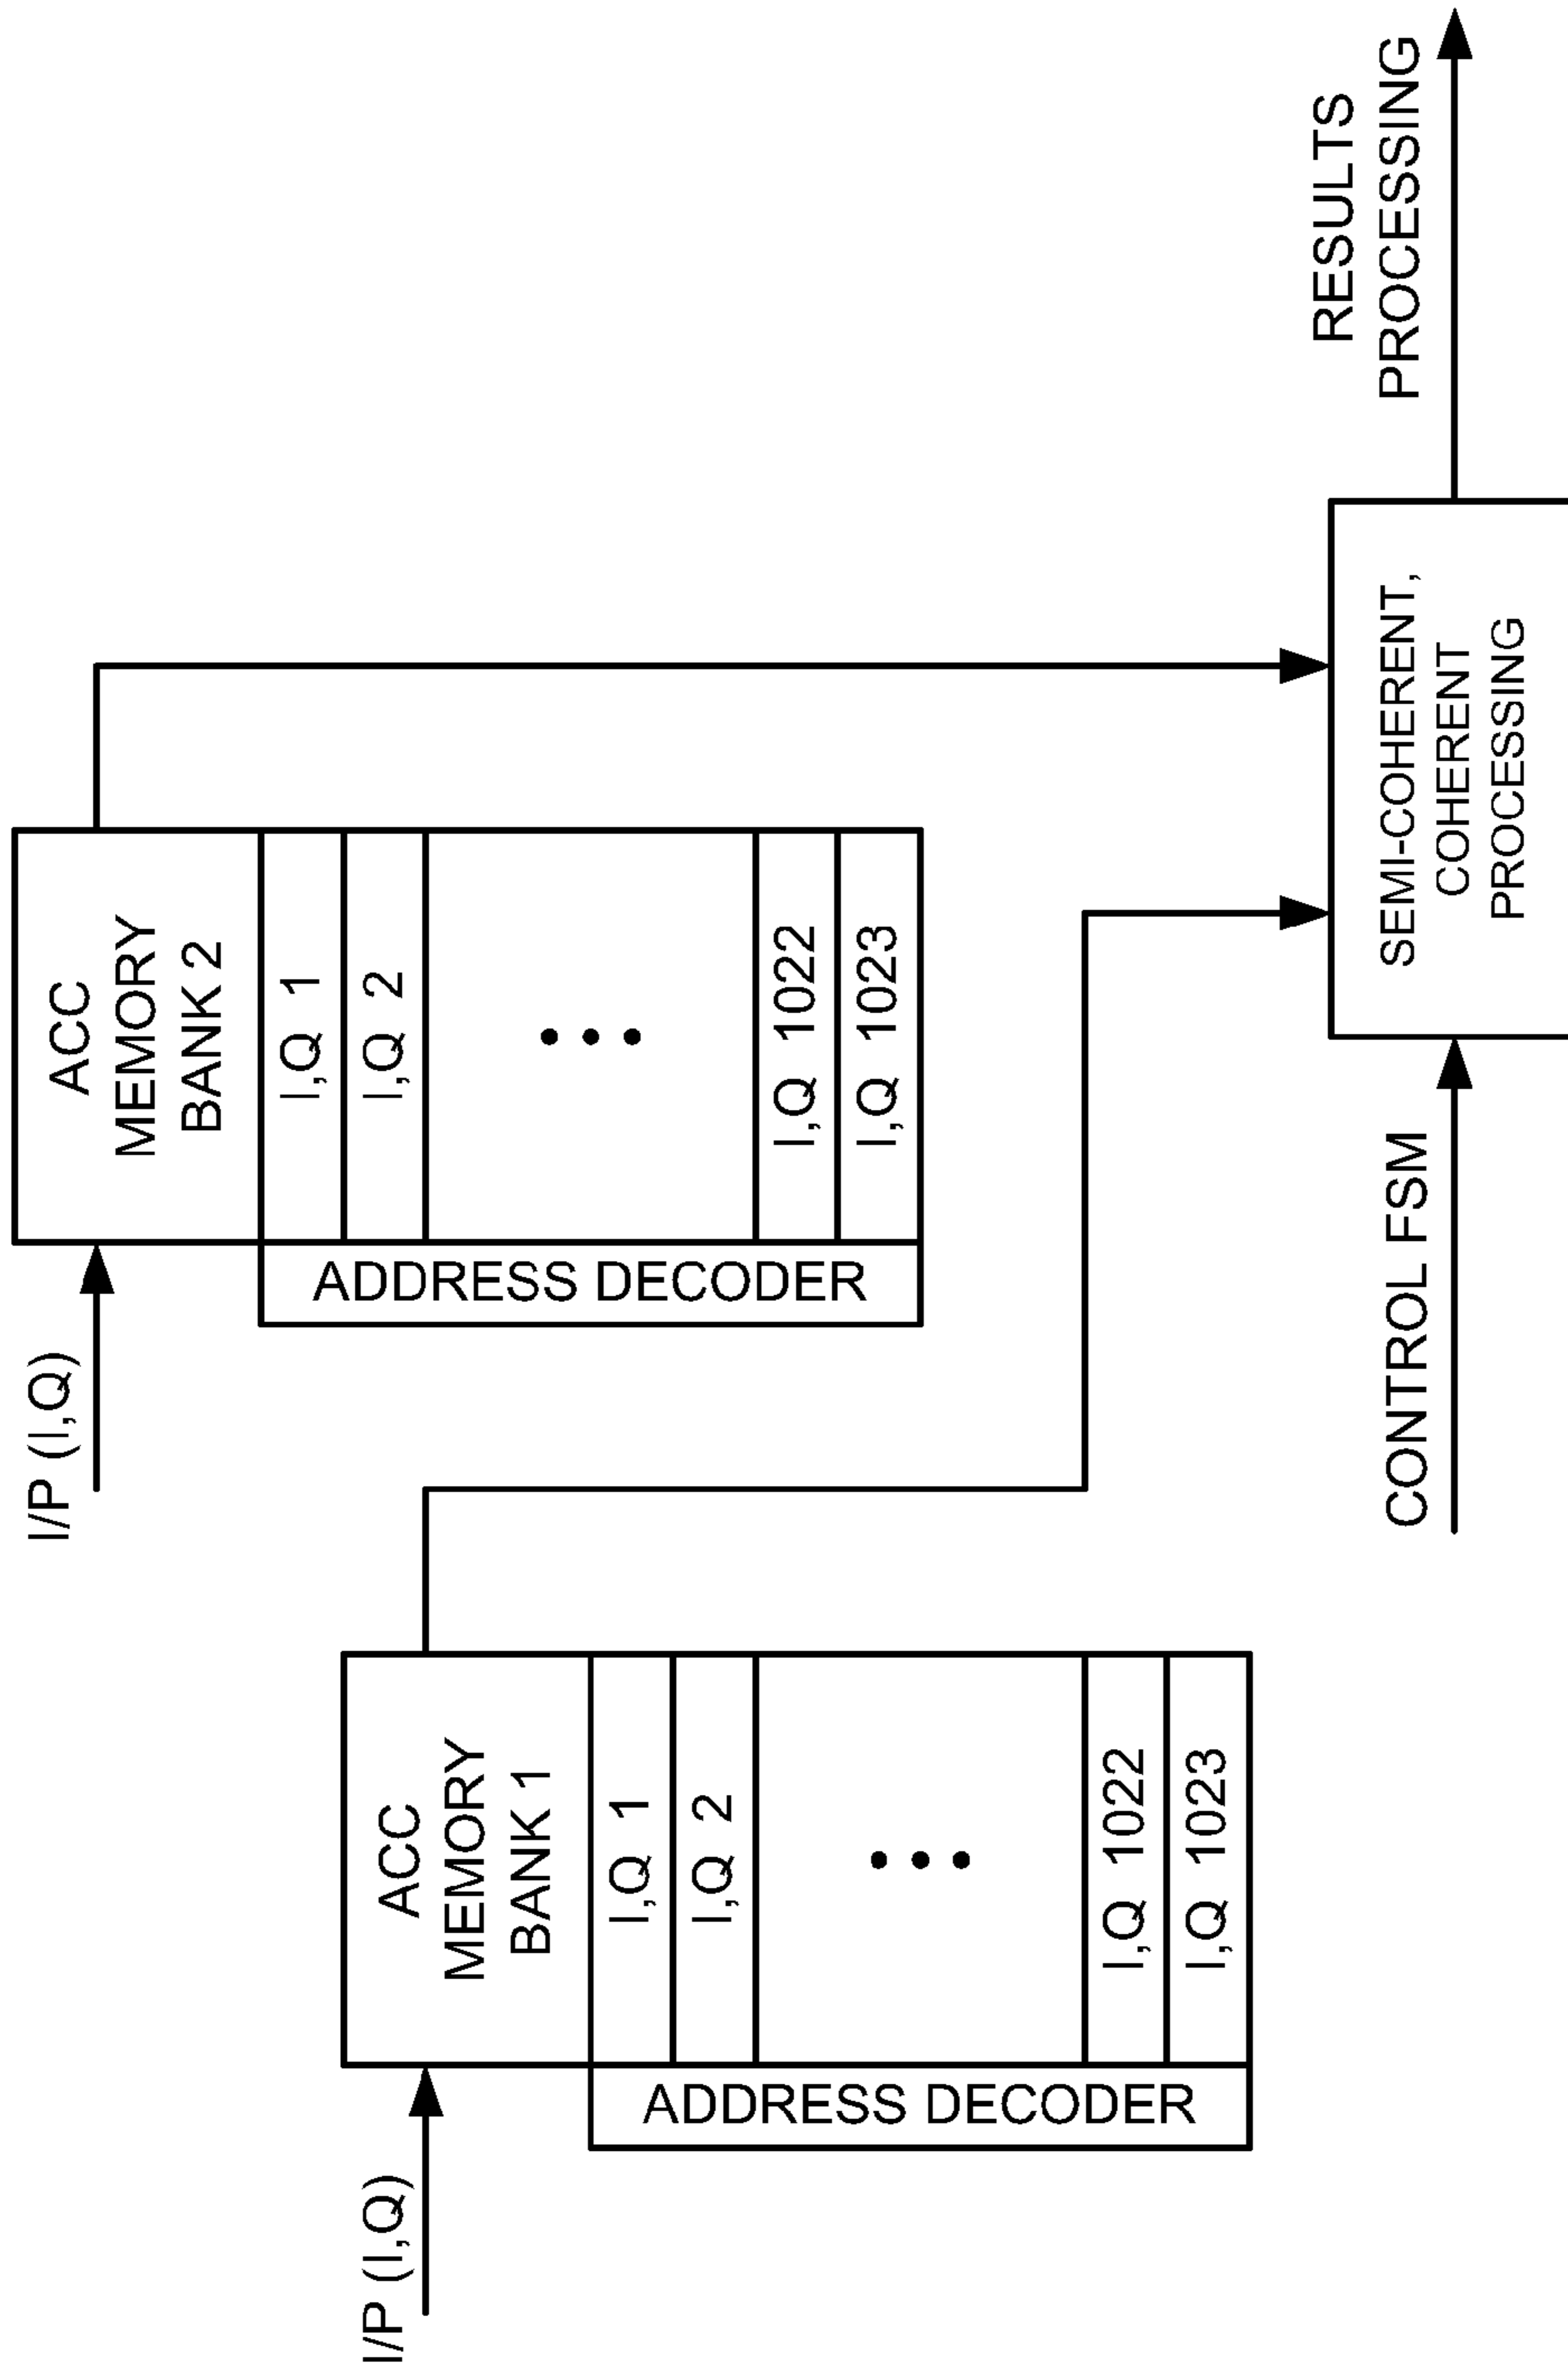 I/P (I,Q)
ACC
MEMORY
BANK 1
ADDRESS DECODER
I,Q 1
I,Q 2
I,Q 1022
I,Q 1023
I/P (I,Q)
ACC
MEMORY
BANK 2
ADDRESS DECODER
I,Q 1
I,Q 2
I,Q 1022
I,Q 1023
CONTROL FSM
SEMI-COHERENT,
COHERENT
PROCESSING
RESULTS
PROCESSING